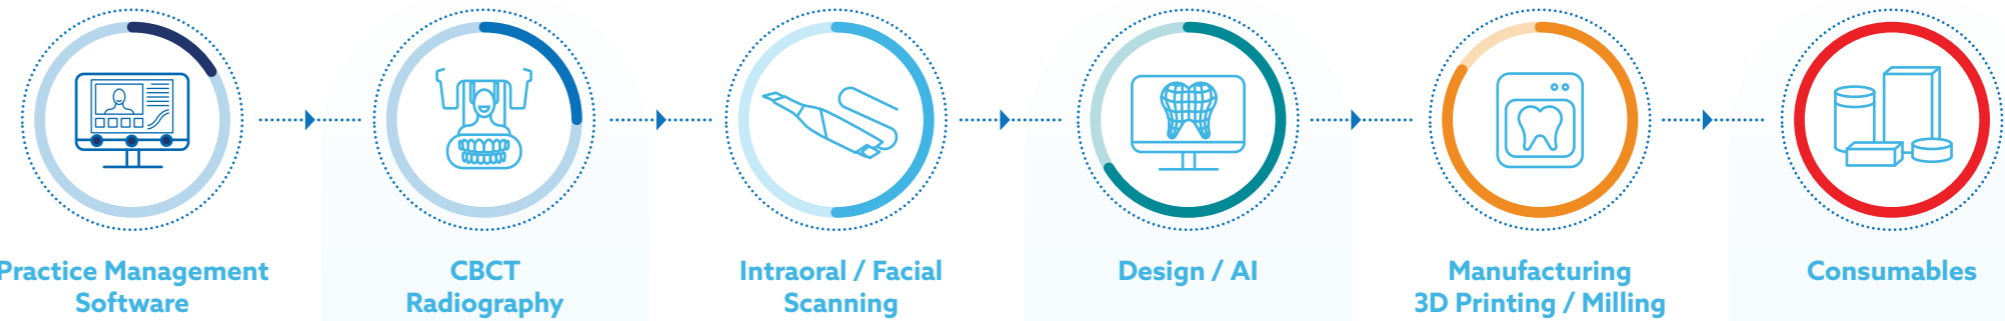 Practice Management
Software
CBCT
Radiography
Intraoral / Facial
Scanning
Design / AI
Manufacturing
3D Printing / Milling
Consumables